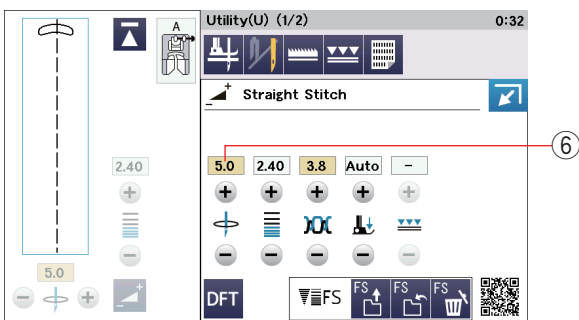 A
Utility(U) (1/2) 0:32
Straight Stitch
2.40
5.0
5.0 2.40 3.8 Auto –
DFT
FS FS FS FS
6